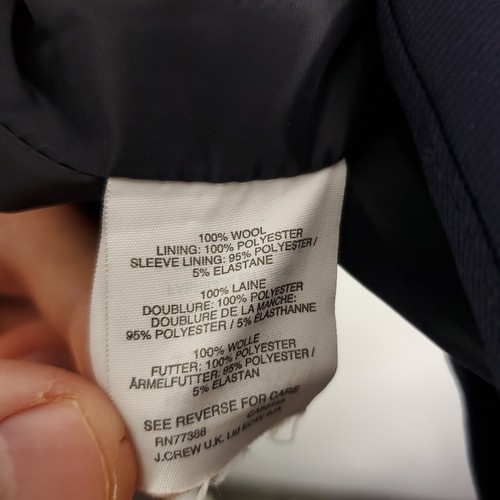 100% WOOL
LINING: 100% POLYESTER
SLEEVE LINING: 95% POLYESTER /
5% ELASTANE
100% LAINE
DOUBLURE: 100% POLYESTER
DOUBLURE DE LA MANCHE:
95% POLYESTER / 5% ÉLASTHANNE
100% WOLLE
FUTTER: 100% POLYESTER
ÄRMELFUTTER: 95% POLYESTER /
5% ELASTAN
SEE REVERSE FOR CARE
RN77388
J.CREW U.K. Ltd